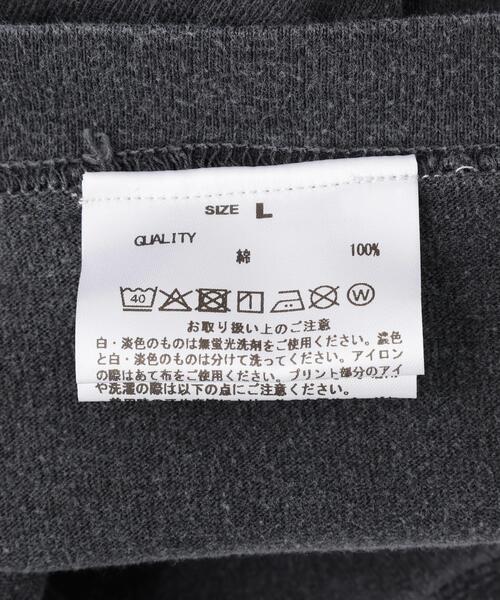 SIZE L
QUALITY
綿 100%
40 W
お取り扱い上のご注意
白・淡色のものは無蛍光洗剤をご使用ください。濃色
と白・淡色のものは分けて洗ってください。アイロン
の際はあて布をご使用ください。プリント部分のアイ
や洗濯の際は以下の点にご注意ください。